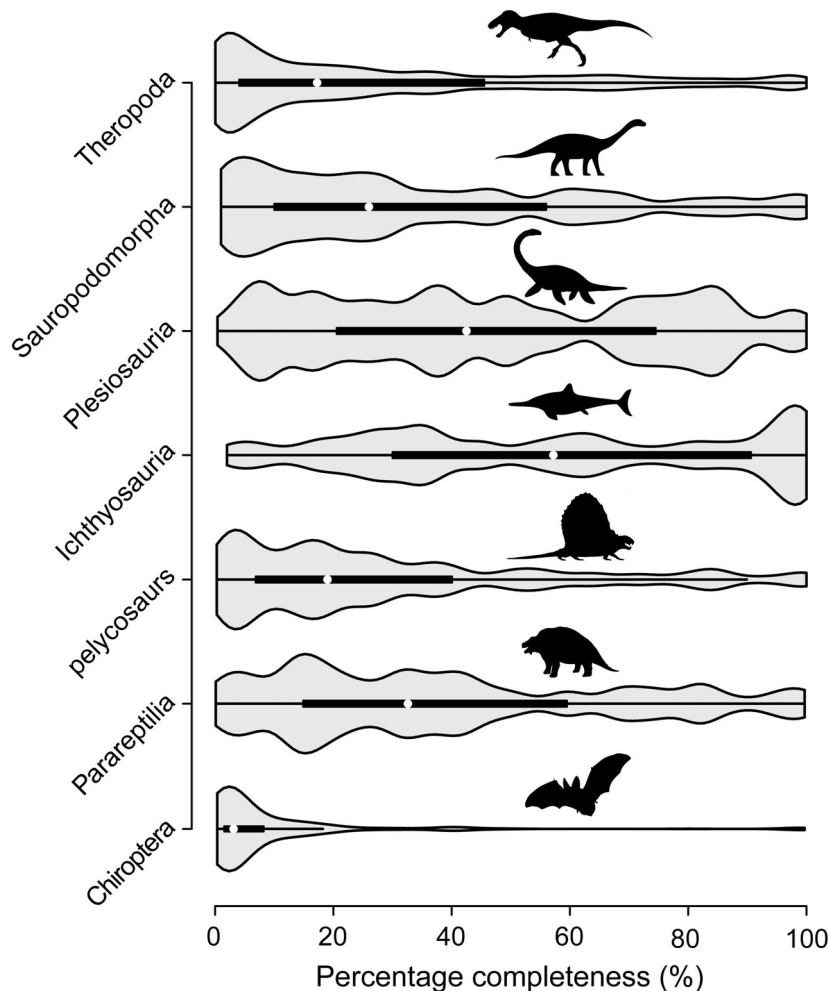 Theropoda
Sauropodomorpha
Plesiosauria
Ichthyosauria
pelycosaurs
Parareptilia
Chiroptera
0 20 40 60 80 100
Percentage completeness (%)